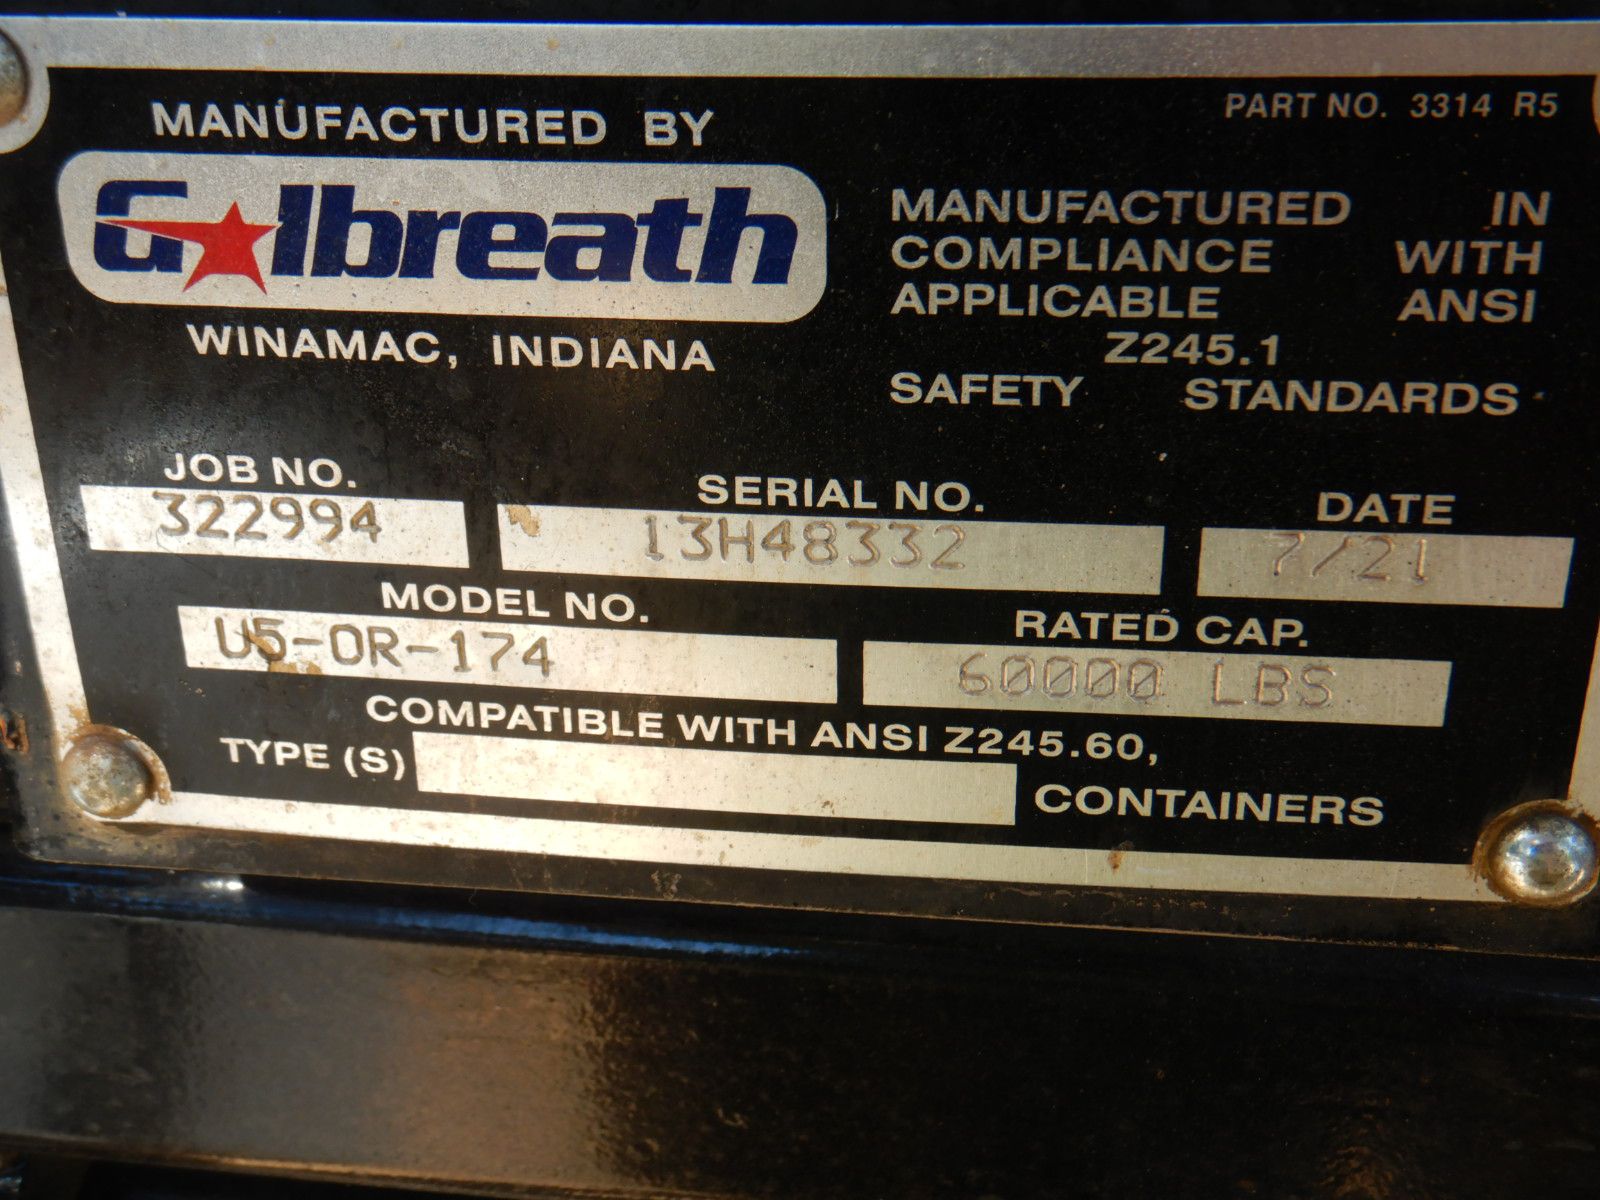 PART NO. 3314 R5
MANUFACTURED BY
Galbreath
WINAMAC, INDIANA
MANUFACTURED IN
COMPLIANCE WITH
APPLICABLE ANSI
Z245.1
SAFETY STANDARDS
JOB NO.
322994
SERIAL NO.
13H48332
DATE
7/21
MODEL NO.
U5-OR-174
RATED CAP.
60000 LBS
COMPATIBLE WITH ANSI Z245.60,
TYPE (S)
CONTAINERS